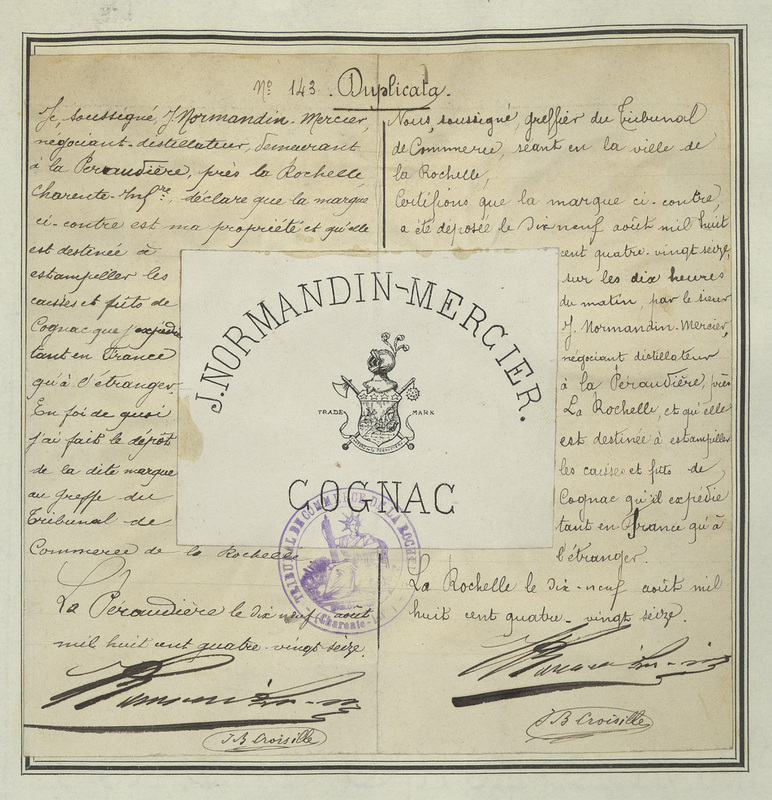 Nº 143. Duplicata.
Je, soussigné, J. Normandin-Mercier,
négociant-distillateur, demeurant
à la Péraudière, près la Rochelle,
Charente-Infre, déclare que la marque
ci-contre est ma propriété et qu'elle
est destinée à
estampiller les
caisses et fûts de
Cognac que j'expédie
tant en France
qu'à l'étranger.
En foi de quoi
j'ai fait le dépôt
de la dite marque
au greffe du
Tribunal de
Commerce de la Rochelle
La Péraudière le dix neuf août
mil huit cent quatre-vingt seize.
J B Croisille
Nous, soussigné, greffier du Tribunal
de Commerce, séant en la ville de
la Rochelle,
Certifions que la marque ci-contre,
a été déposée le dix neuf août mil huit
cent quatre-vingt seize,
sur les dix heures
du matin, par le sieur
J. Normandin-Mercier,
négociant distillateur
à la Péraudière, près
La Rochelle, et qu'elle
est destinée à estampiller
les caisses et fûts de
Cognac qu'il expédie
tant en France qu'à
l'étranger.
La Rochelle le dix-neuf août mil
huit cent quatre-vingt seize.
J B Croisille
J. NORMANDIN-MERCIER.
TRADE MARK
COGNAC
TRIBUNAL DE COMMERCE DE LA ROCHELLE